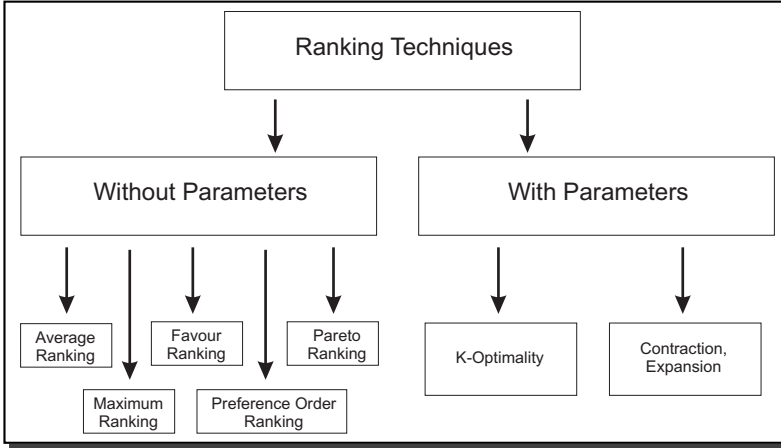 Ranking Techniques
Without Parameters
With Parameters
Average
Ranking
Favour
Ranking
Pareto
Ranking
K-Optimality
Contraction,
Expansion
Maximum
Ranking
Preference Order
Ranking